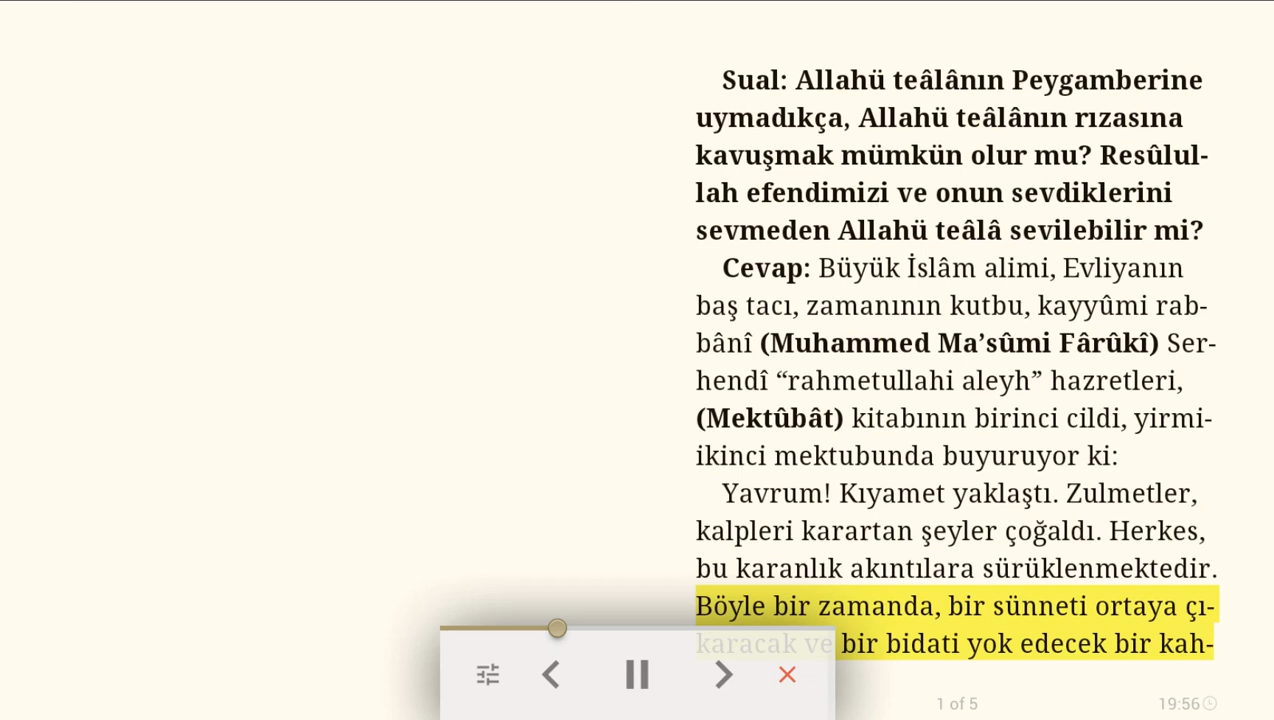 Sual: Allahü teâlânın Peygamberine
uymadıkça, Allahü teâlânın rızasına
kavuşmak mümkün olur mu? Resûlul-
lah efendimizi ve onun sevdiklerini
sevmeden Allahü teâlâ sevilebilir mi?
Cevap: Büyük İslâm alimi, Evliyanın
baş tacı, zamanının kutbu, kayyûmi rab-
bânî (Muhammed Ma’sûmi Fârûkî) Ser-
hendî “rahmetullahi aleyh” hazretleri,
(Mektûbât) kitabının birinci cildi, yirmi-
ikinci mektubunda buyuruyor ki:
Yavrum! Kıyamet yaklaştı. Zulmetler,
kalpleri karartan şeyler çoğaldı. Herkes,
bu karanlık akıntılara sürüklenmektedir.
Böyle bir zamanda, bir sünneti ortaya çı-
karacak ve bir bidati yok edecek bir kah-
1 of 5
19:56